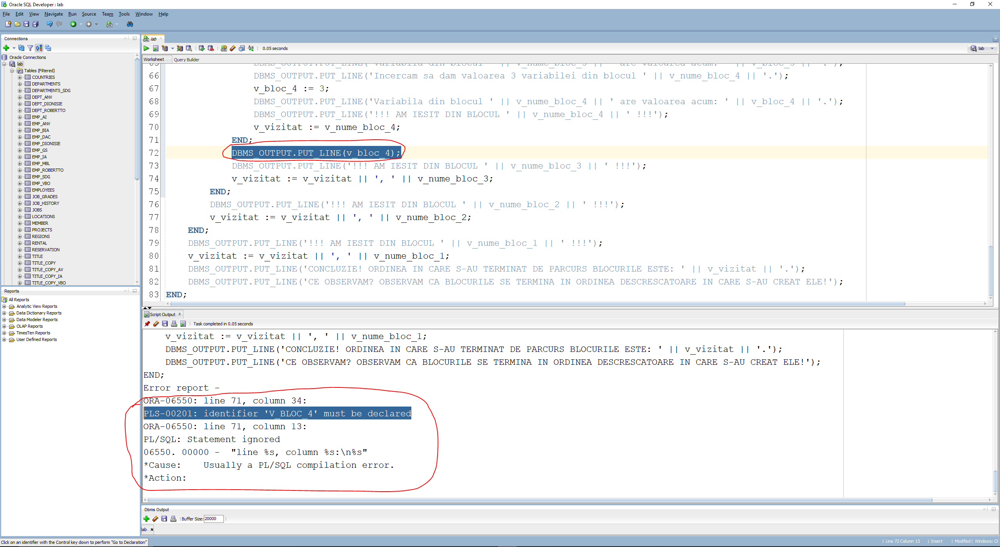 Oracle SQL Developer : lab
File Edit View Navigate Run Source Team Tools Window Help
Connections
Oracle Connections
lab
Tables (Filtered)
COUNTRIES
DEPARTMENTS
DEPARTMENTS_SDG
DEPT_ANV
DEPT_DIONISIE
DEPT_ROBERTTO
EMP_AI
EMP_ANV
EMP_BIA
EMP_DAC
EMP_DIONISIE
EMP_GS
EMP_IA
EMP_MBL
EMP_ROBERTTO
EMP_SDG
EMP_VBO
EMPLOYEES
JOB_GRADES
JOB_HISTORY
JOBS
LOCATIONS
MEMBER
PROJECTS
REGIONS
RENTAL
RESERVATION
TITLE
TITLE_COPY
TITLE_COPY_AV
TITLE_COPY_IA
TITLE_COPY_VBO
Reports
All Reports
Analytic View Reports
Data Dictionary Reports
Data Modeler Reports
OLAP Reports
TimesTen Reports
User Defined Reports
lab
0.05 seconds
lab
Worksheet Query Builder
66 DBMS_OUTPUT.PUT_LINE('Incercam sa dam valoarea 3 variabilei din blocul ' || v_nume_bloc_4 || '.');
67 v_bloc_4 := 3;
68 DBMS_OUTPUT.PUT_LINE('Variabila din blocul ' || v_nume_bloc_4 || ' are valoarea acum: ' || v_bloc_4 || '.');
69 DBMS_OUTPUT.PUT_LINE('!!! AM IESIT DIN BLOCUL ' || v_nume_bloc_4 || ' !!!');
70 v_vizitat := v_nume_bloc_4;
71 END;
72 DBMS_OUTPUT.PUT_LINE(v_bloc_4);
73 DBMS_OUTPUT.PUT_LINE('!!! AM IESIT DIN BLOCUL ' || v_nume_bloc_3 || ' !!!');
74 v_vizitat := v_vizitat || ', ' || v_nume_bloc_3;
75 END;
76 DBMS_OUTPUT.PUT_LINE('!!! AM IESIT DIN BLOCUL ' || v_nume_bloc_2 || ' !!!');
77 v_vizitat := v_vizitat || ', ' || v_nume_bloc_2;
78 END;
79 DBMS_OUTPUT.PUT_LINE('!!! AM IESIT DIN BLOCUL ' || v_nume_bloc_1 || ' !!!');
80 v_vizitat := v_vizitat || ', ' || v_nume_bloc_1;
81 DBMS_OUTPUT.PUT_LINE('CONCLUZIE! ORDINEA IN CARE S-AU TERMINAT DE PARCURS BLOCURILE ESTE: ' || v_vizitat || '.');
82 DBMS_OUTPUT.PUT_LINE('CE OBSERVAM? OBSERVAM CA BLOCURILE SE TERMINA IN ORDINEA DESCRESCATOARE IN CARE S-AU CREAT ELE!');
83 END;
Script Output
Task completed in 0.05 seconds
v_vizitat := v_vizitat || ', ' || v_nume_bloc_1;
DBMS_OUTPUT.PUT_LINE('CONCLUZIE! ORDINEA IN CARE S-AU TERMINAT DE PARCURS BLOCURILE ESTE: ' || v_vizitat || '.');
DBMS_OUTPUT.PUT_LINE('CE OBSERVAM? OBSERVAM CA BLOCURILE SE TERMINA IN ORDINEA DESCRESCATOARE IN CARE S-AU CREAT ELE!');
END;
Error report -
ORA-06550: line 71, column 34:
PLS-00201: identifier 'V_BLOC_4' must be declared
ORA-06550: line 71, column 13:
PL/SQL: Statement ignored
06550. 00000 - "line %s, column %s:\n%s"
*Cause: Usually a PL/SQL compilation error.
*Action:
Dbms Output
Buffer Size: 20000
lab
Click on an identifier with the Control key down to perform "Go to Declaration"
Line 72 Column 13 | Insert | Modified | Windows: CF